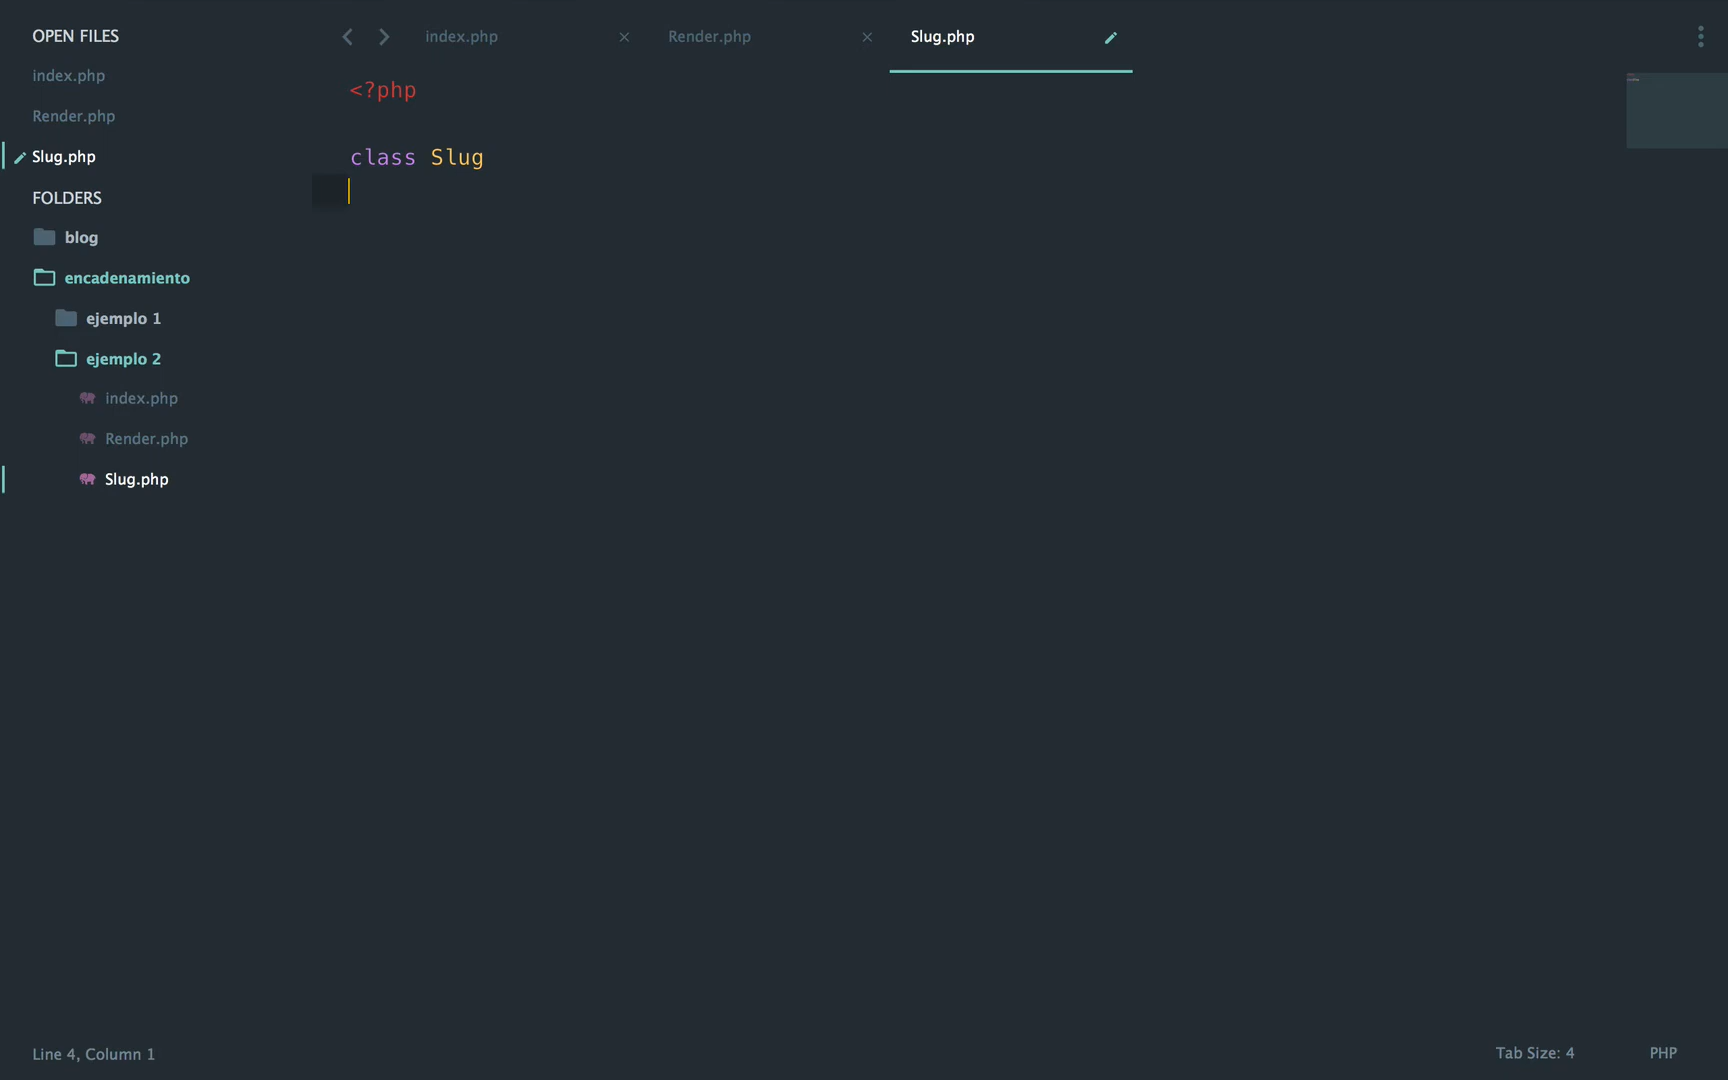 OPEN FILES
index.php
Render.php
Slug.php
FOLDERS
blog
encadenamiento
ejemplo 1
ejemplo 2
index.php
Render.php
Slug.php
index.php
Render.php
Slug.php
<?php
class Slug
Line 4, Column 1
Tab Size: 4
PHP